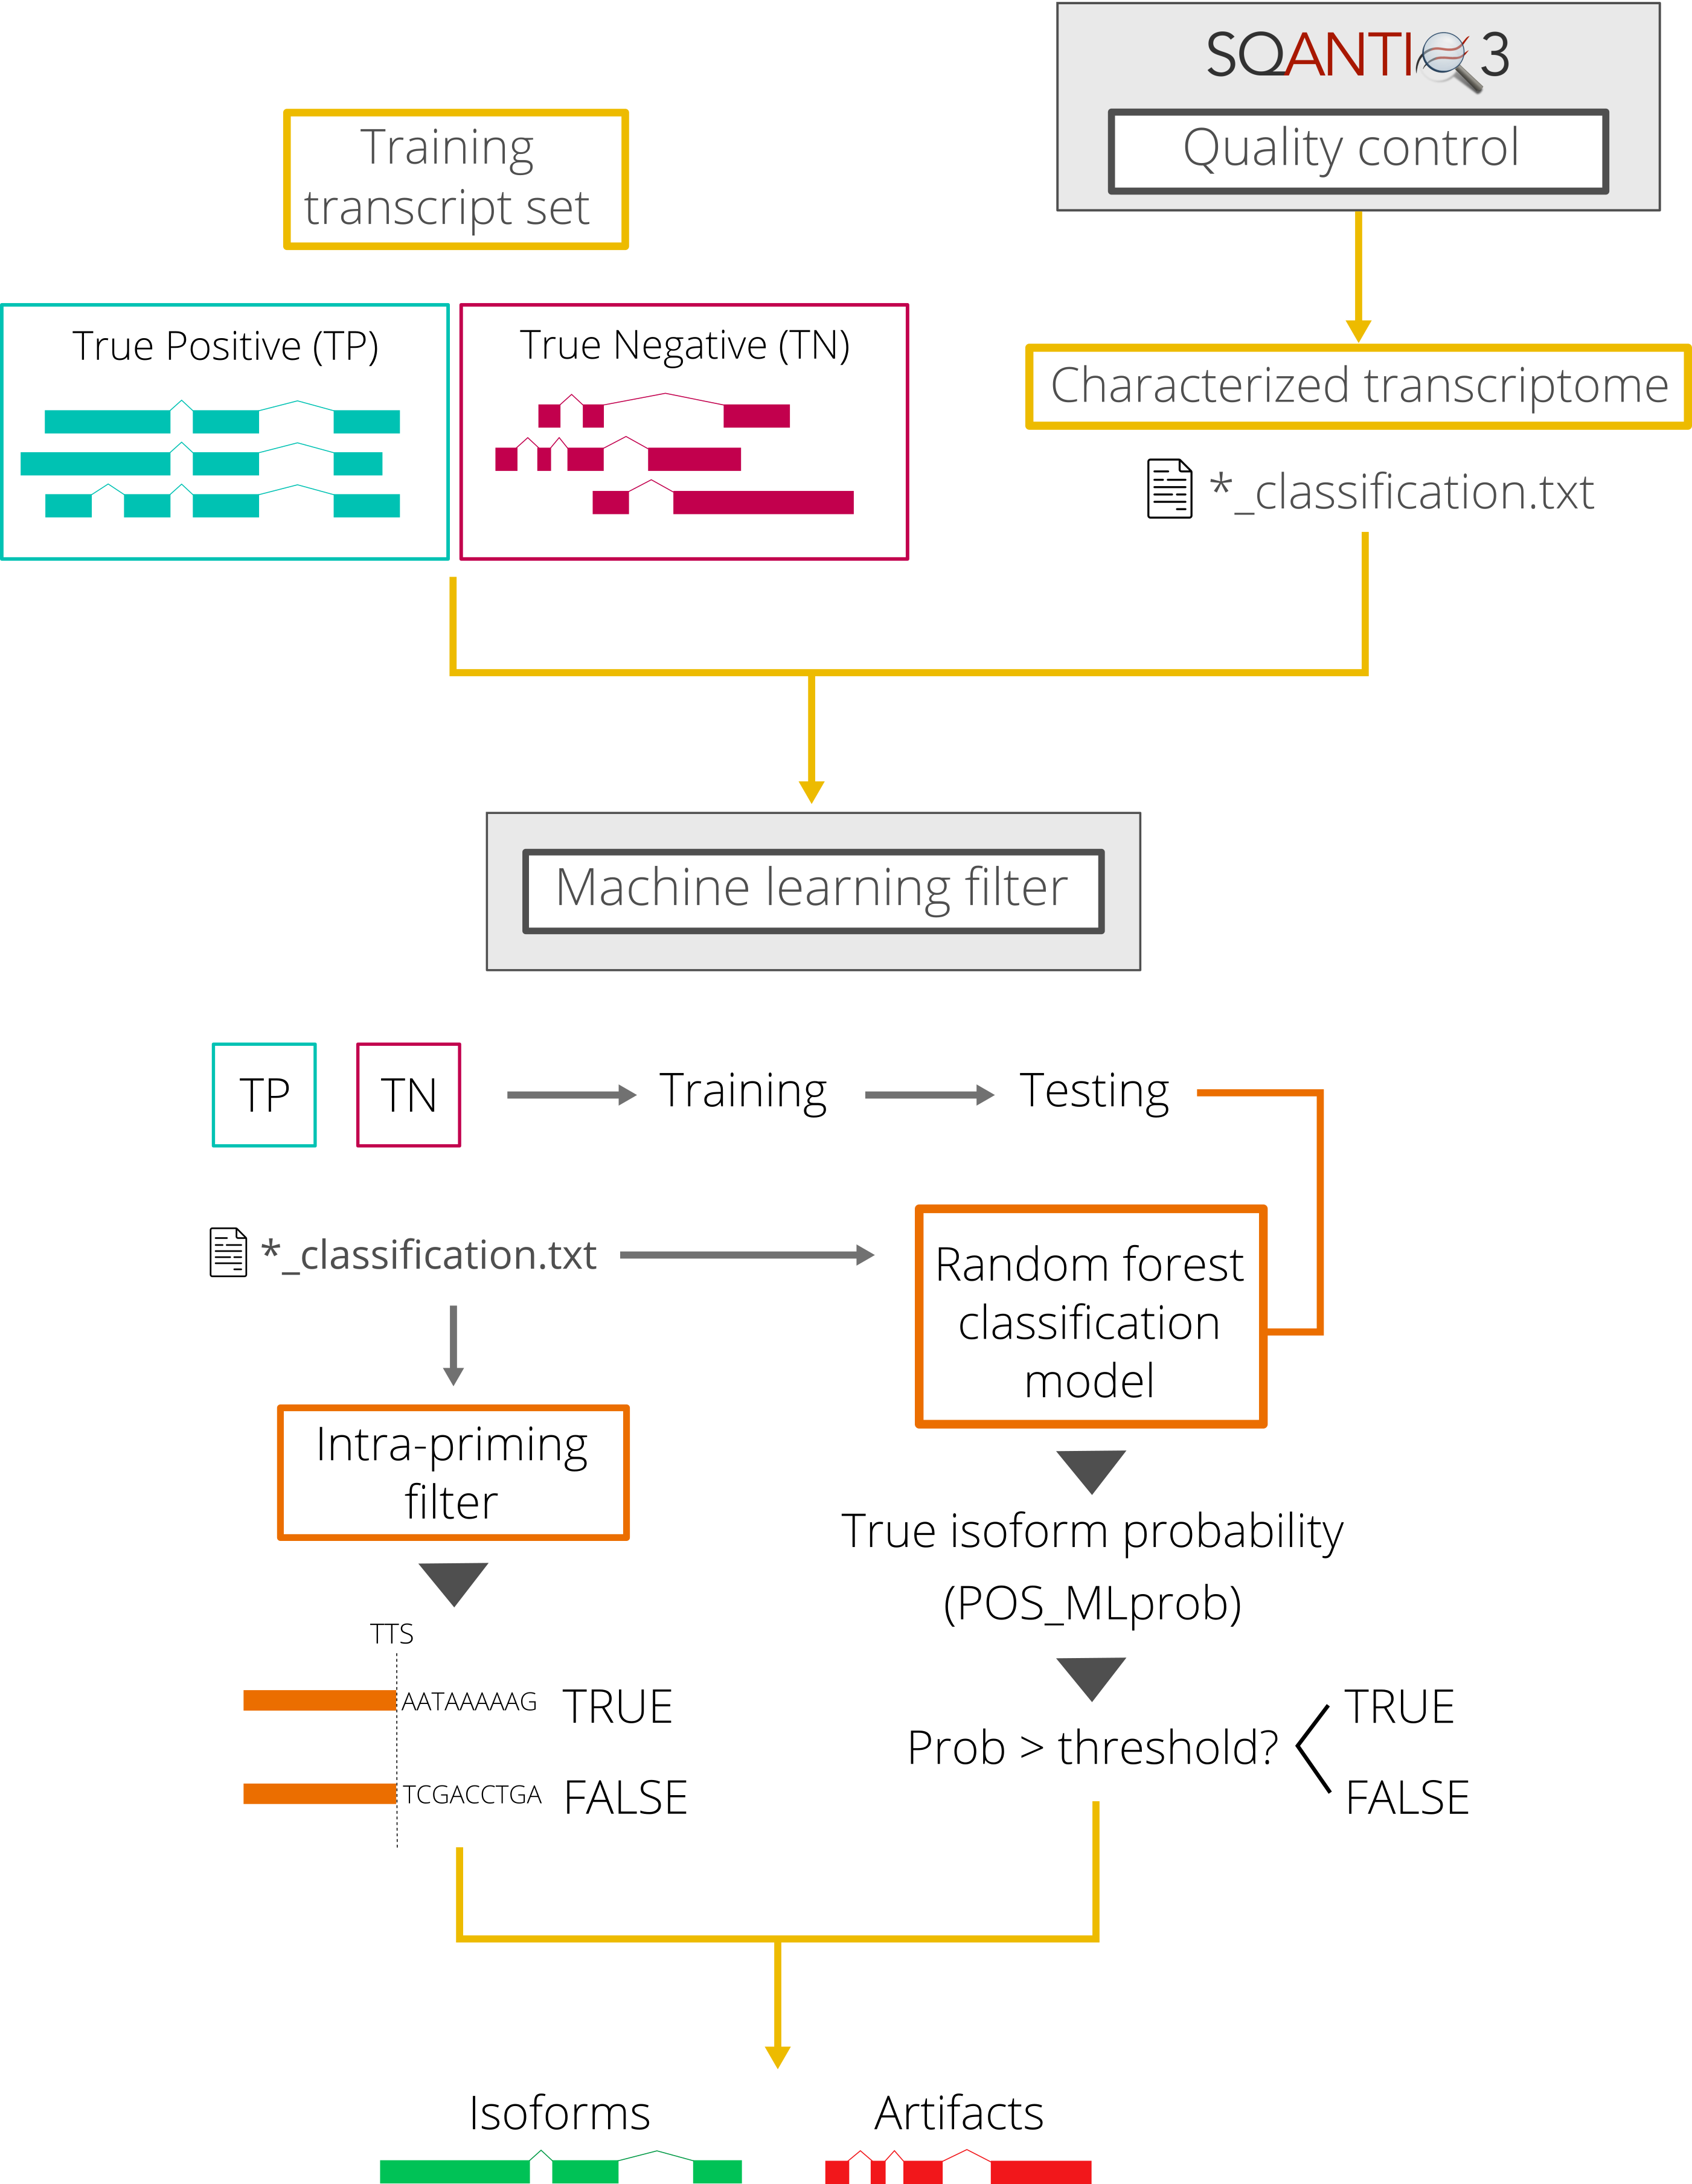 SQANTI 3
Quality control
Training
transcript set
True Positive (TP)
True Negative (TN)
Characterized transcriptome
*_classification.txt
Machine learning filter
TP
TN
Training
Testing
*_classification.txt
Random forest
classification
model
Intra-priming
filter
True isoform probability
(POS_MLprob)
TTS
AATAAAAAG TRUE
TCGACCTGA FALSE
Prob > threshold?
TRUE
FALSE
Isoforms
Artifacts